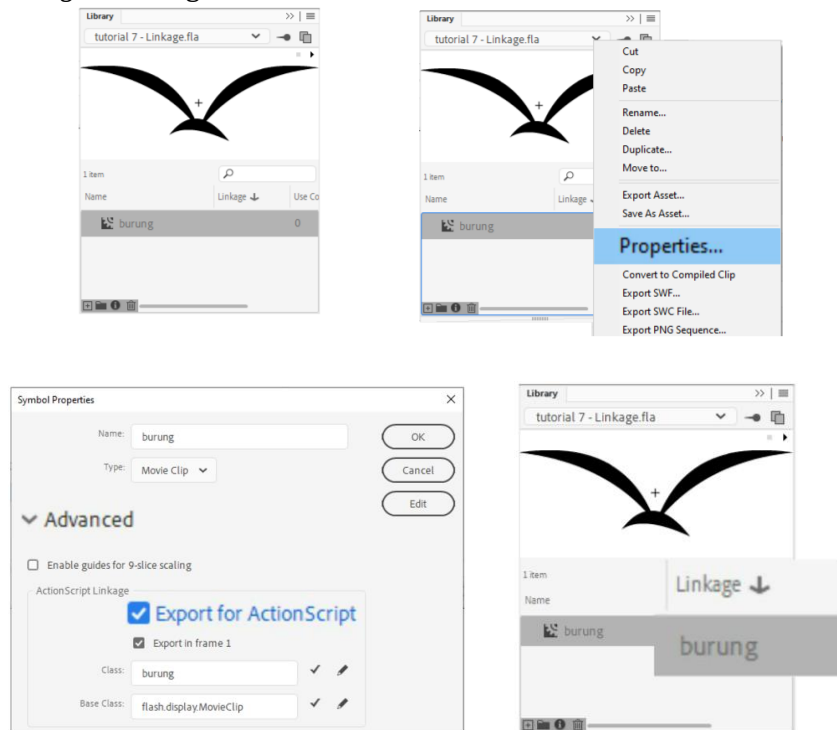 Library
tutorial 7 - Linkage.fla
1 item
Name Linkage Use Co
burung 0
Library
tutorial 7 - Linkage.fla
1 item
Name Linkage
burung
Cut
Copy
Paste
Rename...
Delete
Duplicate...
Move to...
Export Asset...
Save As Asset...
Properties...
Convert to Compiled Clip
Export SWF...
Export SWC File...
Export PNG Sequence...
Symbol Properties
Name: burung OK
Type: Movie Clip Cancel
Edit
Advanced
Enable guides for 9-slice scaling
ActionScript Linkage
Export for ActionScript
Export in frame 1
Class: burung
Base Class: flash.display.MovieClip
Library
tutorial 7 - Linkage.fla
1 item
Name Linkage
burung burung